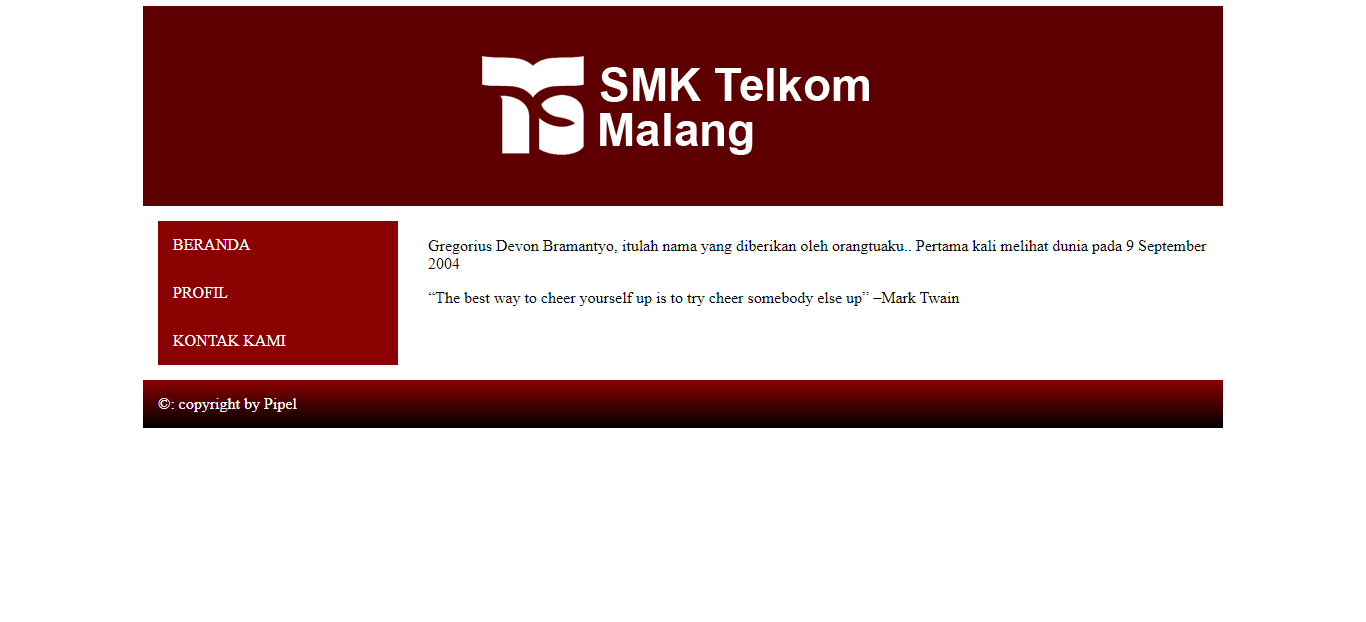 SMK Telkom
Malang
BERANDA
PROFIL
KONTAK KAMI
Gregorius Devon Bramantyo, itulah nama yang diberikan oleh orangtuaku.. Pertama kali melihat dunia pada 9 September
2004
“The best way to cheer yourself up is to try cheer somebody else up” –Mark Twain
©: copyright by Pipel